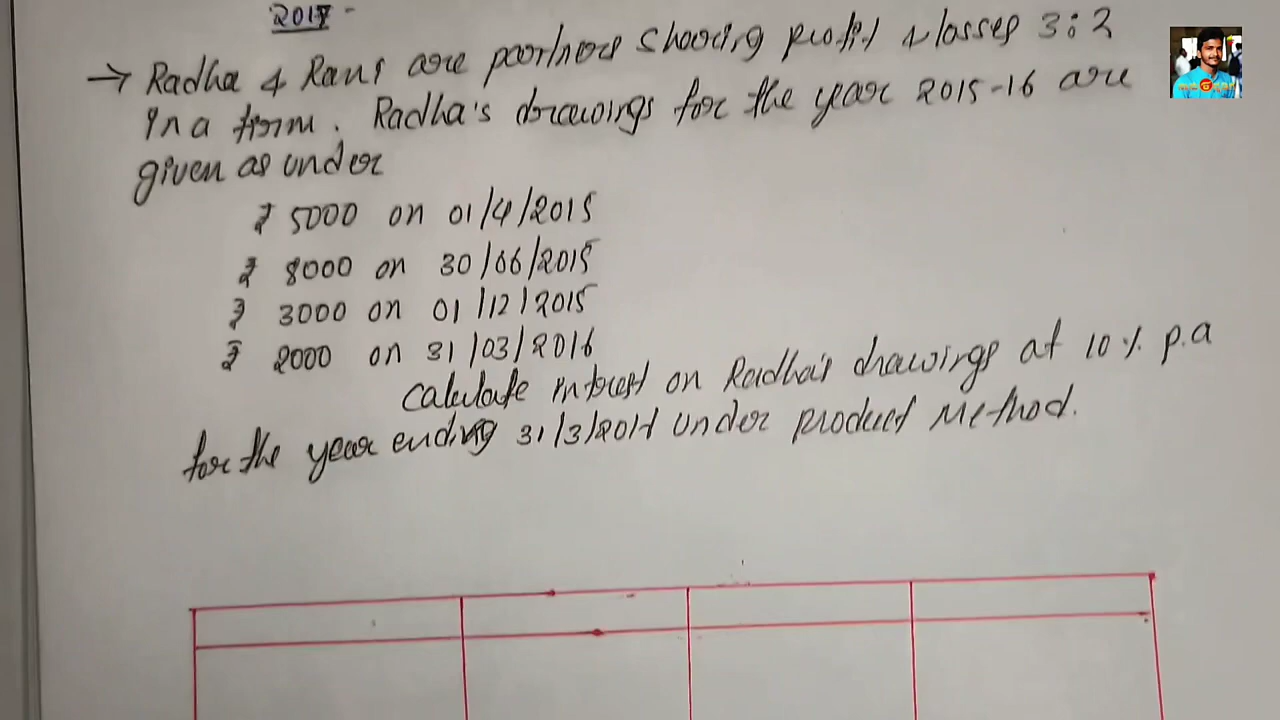 2017 -
→ Radha & Rani are partners sharing profit & losses 3:2
in a firm. Radha's drawings for the year 2015-16 are
given as under
₹ 5000 on 01/4/2015
₹ 8000 on 30/06/2015
₹ 3000 on 01/12/2015
₹ 2000 on 31/03/2016
Calculate interest on Radha's drawings at 10% p.a
for the year ending under product Method.